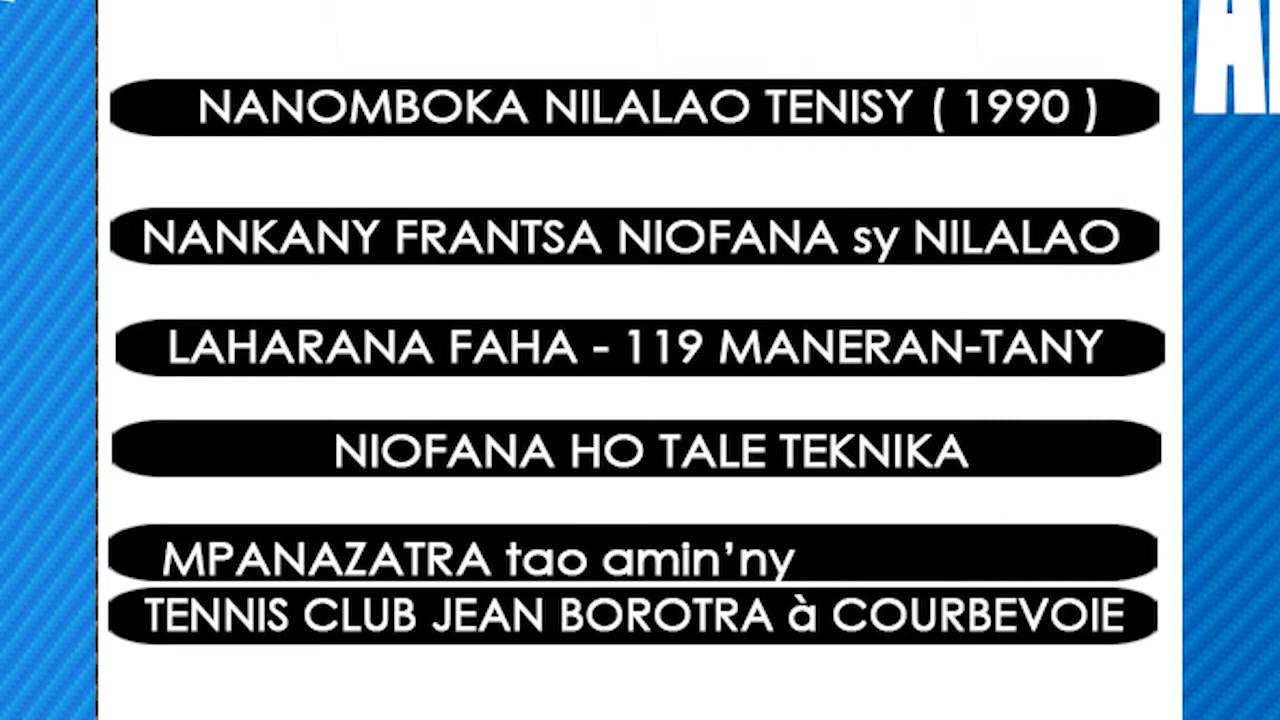 NANOMBOKA NILALAO TENISY ( 1990 )
NANKANY FRANTSA NIOFANA sy NILALAO
LAHARANA FAHA - 119 MANERAN-TANY
NIOFANA HO TALE TEKNIKA
MPANAZATRA tao amin’ny
TENNIS CLUB JEAN BOROTRA à COURBEVOIE